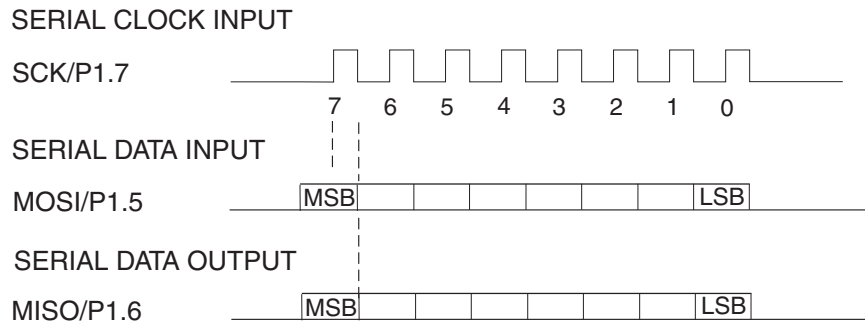 SERIAL CLOCK INPUT
SCK/P1.7
7 6 5 4 3 2 1 0
SERIAL DATA INPUT
MOSI/P1.5 MSB LSB
SERIAL DATA OUTPUT
MISO/P1.6 MSB LSB